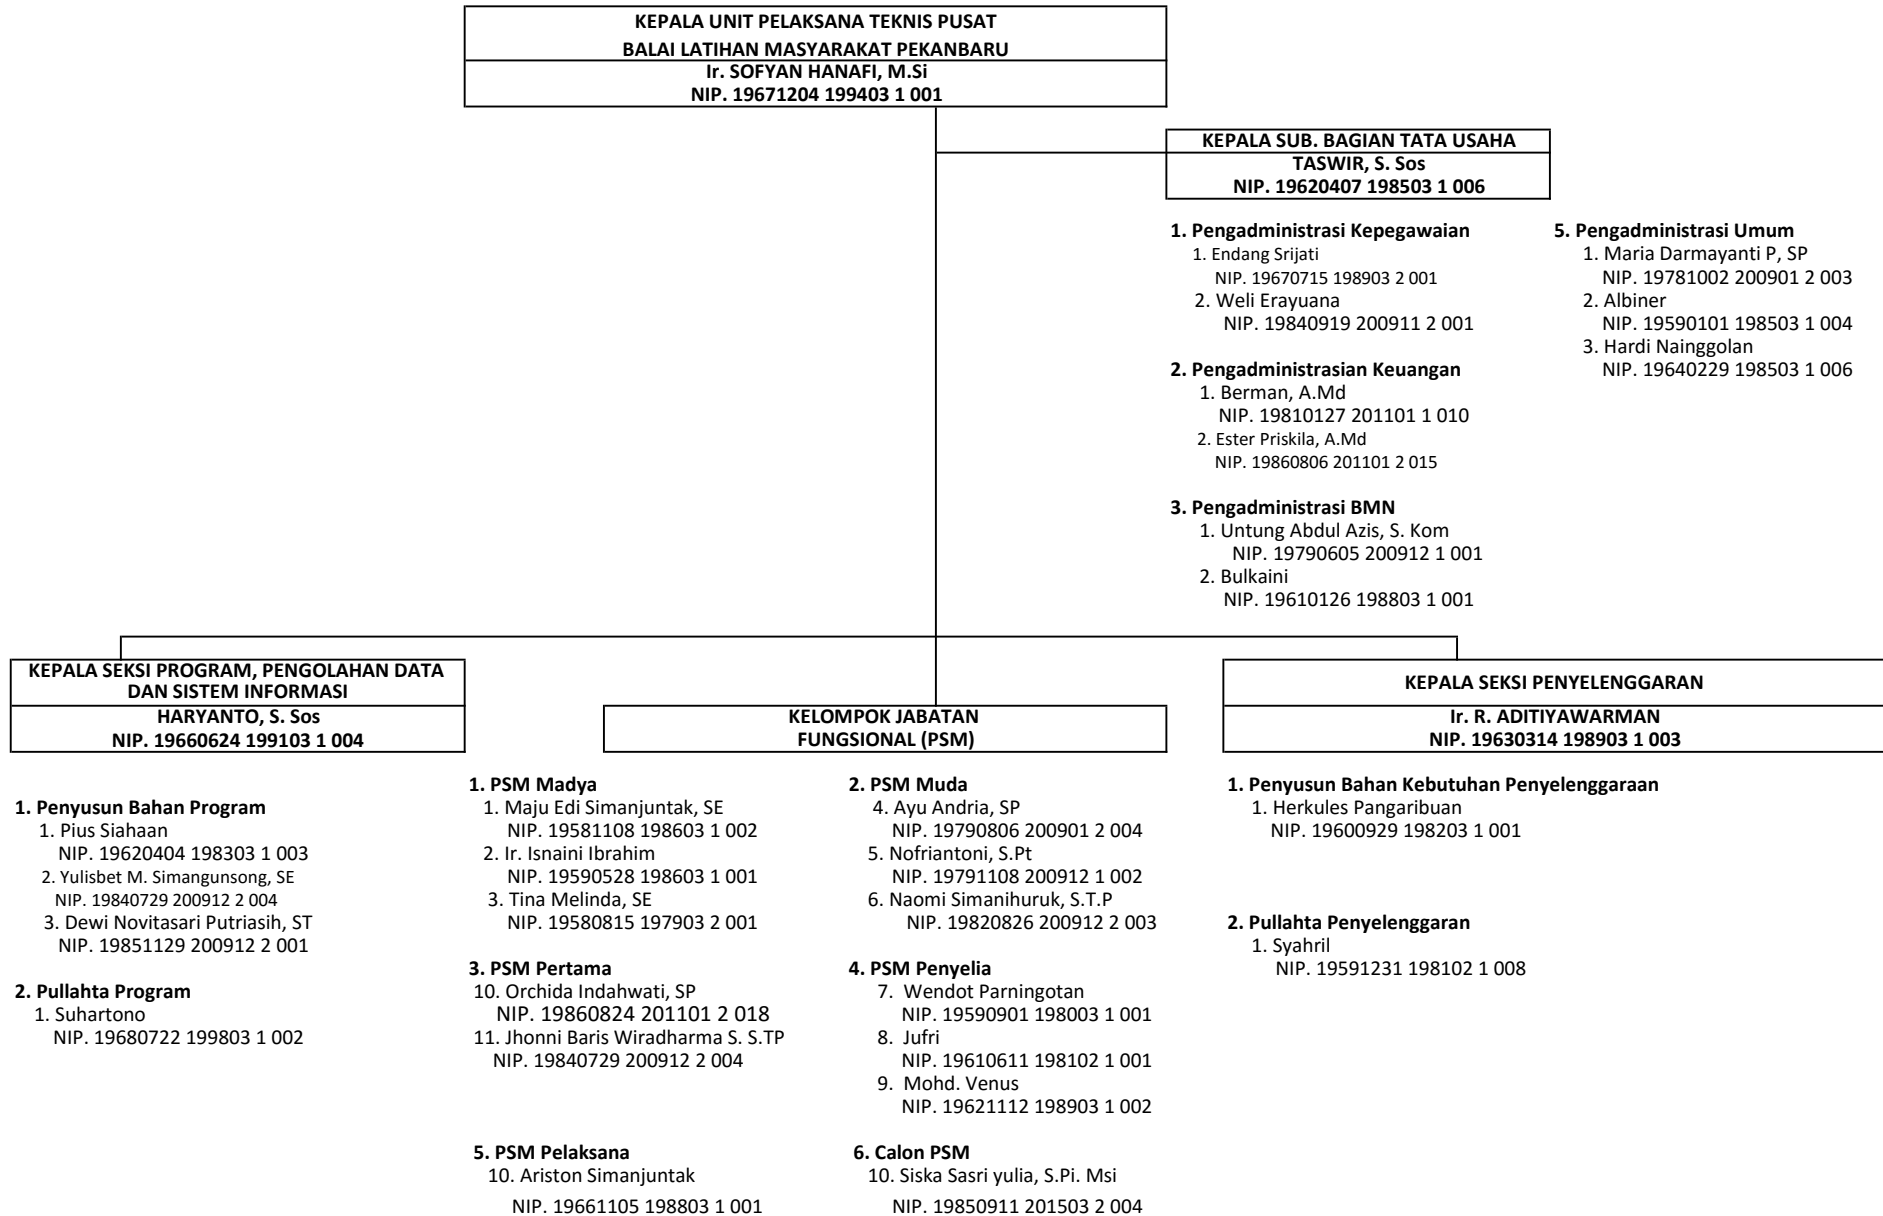 KEPALA UNIT PELAKSANA TEKNIS PUSAT
BALAI LATIHAN MASYARAKAT PEKANBARU
Ir. SOFYAN HANAFI, M.Si
NIP. 19671204 199403 1 001
KEPALA SUB. BAGIAN TATA USAHA
TASWIR, S. Sos
NIP. 19620407 198503 1 006
1. Pengadministrasi Kepegawaian
1. Endang Srijati
NIP. 19670715 198903 2 001
2. Weli Erayuana
NIP. 19840919 200911 2 001
2. Pengadministrasian Keuangan
1. Berman, A.Md
NIP. 19810127 201101 1 010
2. Ester Priskila, A.Md
NIP. 19860806 201101 2 015
3. Pengadministrasi BMN
1. Untung Abdul Azis, S. Kom
NIP. 19790605 200912 1 001
2. Bulkaini
NIP. 19610126 198803 1 001
5. Pengadministrasi Umum
1. Maria Darmayanti P, SP
NIP. 19781002 200901 2 003
2. Albiner
NIP. 19590101 198503 1 004
3. Hardi Nainggolan
NIP. 19640229 198503 1 006
KEPALA SEKSI PROGRAM, PENGOLAHAN DATA
DAN SISTEM INFORMASI
HARYANTO, S. Sos
NIP. 19660624 199103 1 004
1. Penyusun Bahan Program
1. Pius Siahaan
NIP. 19620404 198303 1 003
2. Yulisbet M. Simangunsong, SE
NIP. 19840729 200912 2 004
3. Dewi Novitasari Putriasih, ST
NIP. 19851129 200912 2 001
2. Pullahta Program
1. Suhartono
NIP. 19680722 199803 1 002
KELOMPOK JABATAN
FUNGSIONAL (PSM)
1. PSM Madya
1. Maju Edi Simanjuntak, SE
NIP. 19581108 198603 1 002
2. Ir. Isnaini Ibrahim
NIP. 19590528 198603 1 001
3. Tina Melinda, SE
NIP. 19580815 197903 2 001
2. PSM Muda
4. Ayu Andria, SP
NIP. 19790806 200901 2 004
5. Nofriantoni, S.Pt
NIP. 19791108 200912 1 002
6. Naomi Simanihuruk, S.T.P
NIP. 19820826 200912 2 003
3. PSM Pertama
10. Orchida Indahwati, SP
NIP. 19860824 201101 2 018
11. Jhonni Baris Wiradharma S. S.TP
NIP. 19840729 200912 2 004
4. PSM Penyelia
7. Wendot Parningotan
NIP. 19590901 198003 1 001
8. Jufri
NIP. 19610611 198102 1 001
9. Mohd. Venus
NIP. 19621112 198903 1 002
5. PSM Pelaksana
10. Ariston Simanjuntak
NIP. 19661105 198803 1 001
6. Calon PSM
10. Siska Sasri yulia, S.Pi. Msi
NIP. 19850911 201503 2 004
KEPALA SEKSI PENYELENGGARAN
Ir. R. ADITIYAWARMAN
NIP. 19630314 198903 1 003
1. Penyusun Bahan Kebutuhan Penyelenggaraan
1. Herkules Pangaribuan
NIP. 19600929 198203 1 001
2. Pullahta Penyelenggaran
1. Syahril
NIP. 19591231 198102 1 008